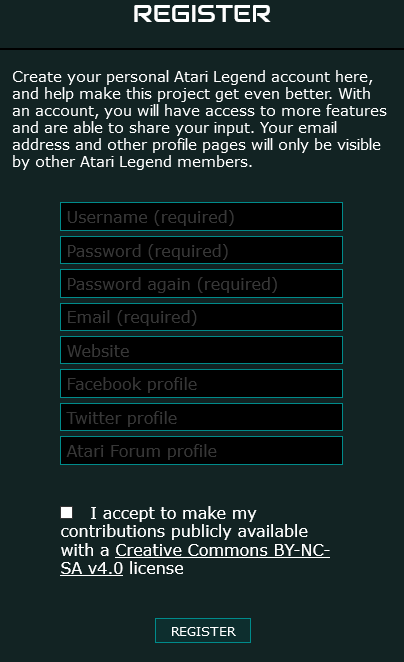 REGISTER
Create your personal Atari Legend account here,
and help make this project get even better. With
an account, you will have access to more features
and are able to share your input. Your email
address and other profile pages will only be visible
by other Atari Legend members.
Username (required)
Password (required)
Password again (required)
Email (required)
Website
Facebook profile
Twitter profile
Atari Forum profile
I accept to make my
contributions publicly available
with a Creative Commons BY-NC-
SA v4.0 license
REGISTER